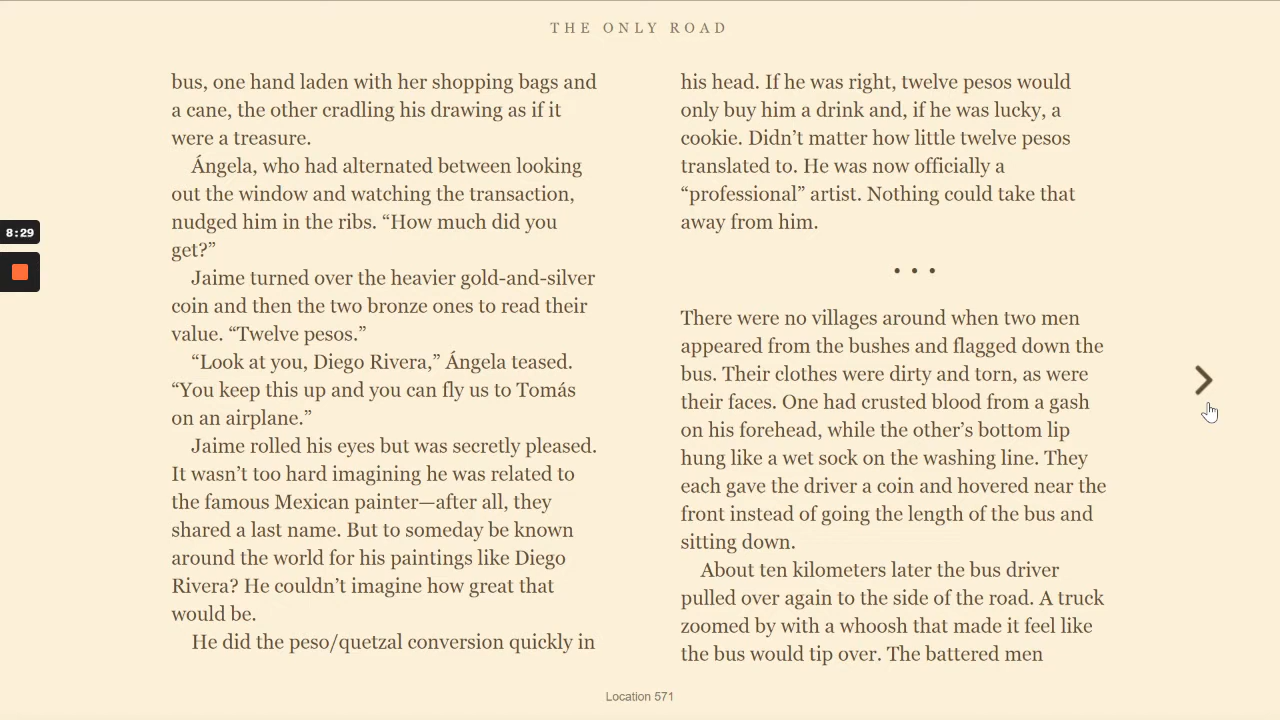 THE ONLY ROAD
bus, one hand laden with her shopping bags and
a cane, the other cradling his drawing as if it
were a treasure.
Ángela, who had alternated between looking
out the window and watching the transaction,
nudged him in the ribs. “How much did you
get?”
Jaime turned over the heavier gold-and-silver
coin and then the two bronze ones to read their
value. “Twelve pesos.”
“Look at you, Diego Rivera,” Ángela teased.
“You keep this up and you can fly us to Tomás
on an airplane.”
Jaime rolled his eyes but was secretly pleased.
It wasn’t too hard imagining he was related to
the famous Mexican painter—after all, they
shared a last name. But to someday be known
around the world for his paintings like Diego
Rivera? He couldn’t imagine how great that
would be.
He did the peso/quetzal conversion quickly in
his head. If he was right, twelve pesos would
only buy him a drink and, if he was lucky, a
cookie. Didn’t matter how little twelve pesos
translated to. He was now officially a
“professional” artist. Nothing could take that
away from him.
• • •
There were no villages around when two men
appeared from the bushes and flagged down the
bus. Their clothes were dirty and torn, as were
their faces. One had crusted blood from a gash
on his forehead, while the other’s bottom lip
hung like a wet sock on the washing line. They
each gave the driver a coin and hovered near the
front instead of going the length of the bus and
sitting down.
About ten kilometers later the bus driver
pulled over again to the side of the road. A truck
zoomed by with a whoosh that made it feel like
the bus would tip over. The battered men
8:29
Location 571